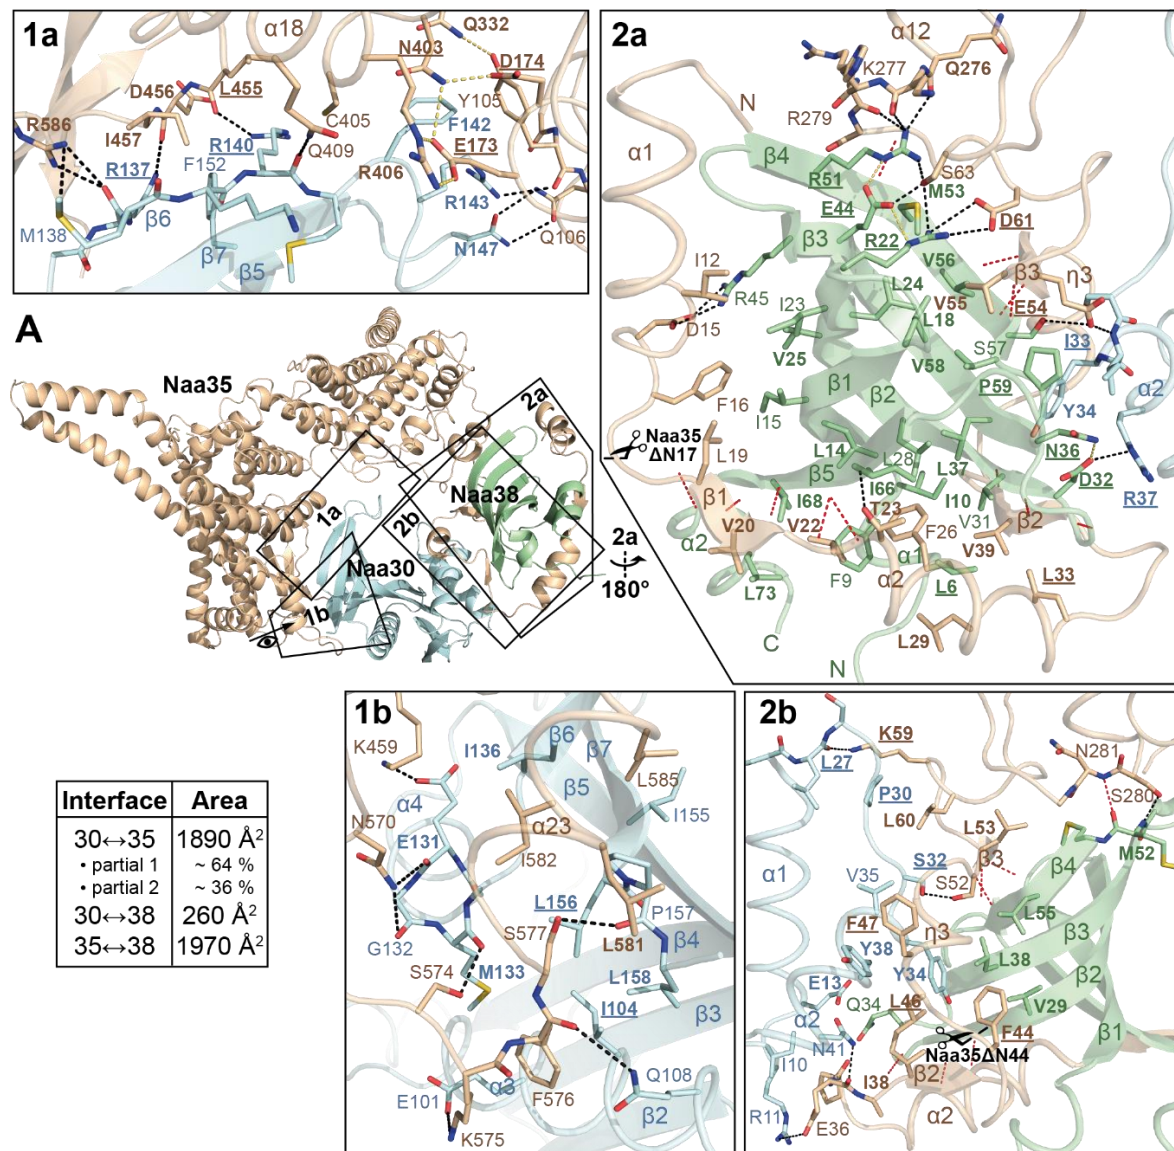 1a
α18
Q332
N403
D174
D456
L455
C405
Y105
R586
I457
R140
F142
Q409
E173
R137
F152
R406
R143
β6
M138
β7
β5
N147
Q106
2a
α12
K277
Q276
N
R279
α1
β4
S63
R51
M53
E44
D61
β3
R22
I12
V56
β3
η3
R45
L24
V55
E54
I23
D15
L18
I33
S57
V25
V58
α2
β1
P59
F16
β2
Y34
I15
Naa35
ΔN17
L14
L28
N36
L19
L37
D32
β5
I66
R37
β1
I68
I10
T23
V31
β2
V20
V22
F26
V39
α2
α1
F9
α2
L73
L6
L33
C
L29
N
A
Naa35
2a
Naa38
1a
2b
Naa30
1b
2a
180°
Interface Area
30↔35 1890 Å²
• partial 1 ~ 64 %
• partial 2 ~ 36 %
30↔38 260 Å²
35↔38 1970 Å²
1b
K459
I136
β6
β7
L585
β5
α4
N570
I155
α23
E131
I582
L156
P157
S577
G132
β4
L581
S574
M133
L158
I104
β3
α3
Q108
E101
F576
β2
K575
2b
K59
N281
L27
S280
P30
L60
L53
M52
S32
β3
β4
α1
V35
S52
L55
F47
β3
η3
Y38
L38
Y34
β2
E13
Q34
L46
V29
α2
F44
β1
N41
Naa35ΔN44
I10
I38
β2
α2
R11
E36